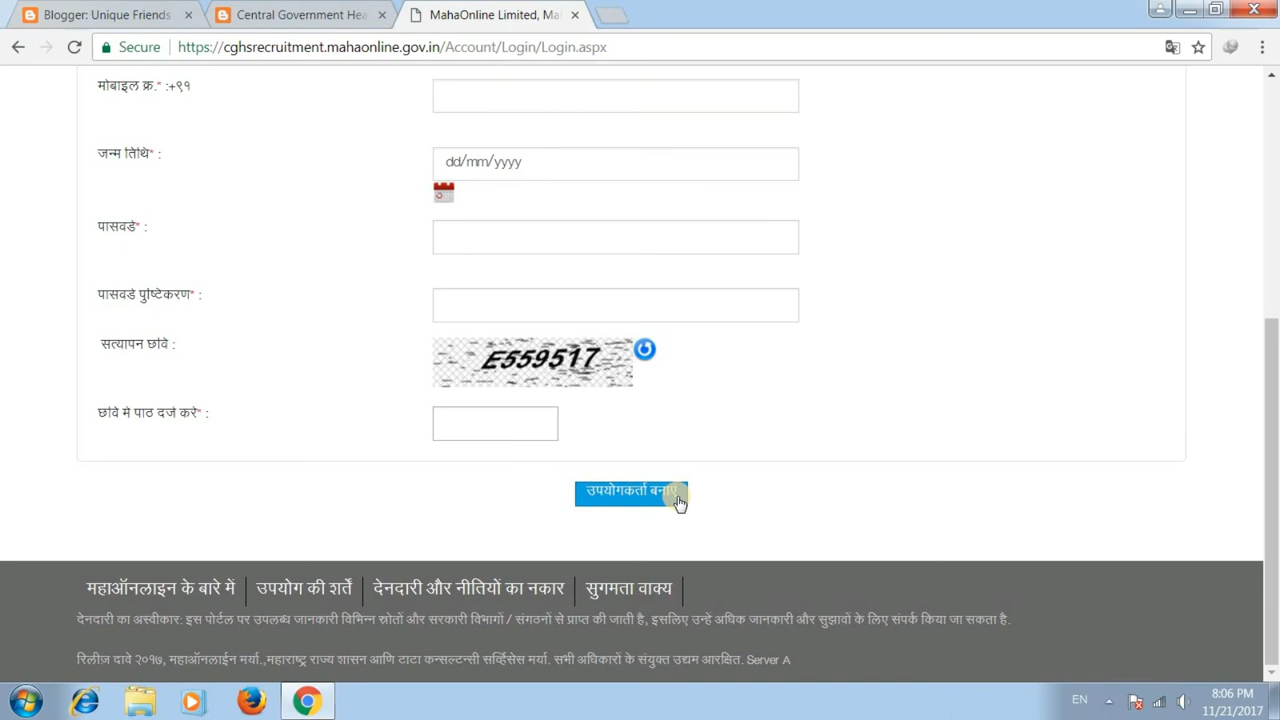 Blogger: Unique Friends
Central Government Hea
MahaOnline Limited, Mal
Secure https://cghsrecruitment.mahaonline.gov.in/Account/Login/Login.aspx
मोबाइल क्र.* :+९१
जन्म तिथि* :
dd/mm/yyyy
पासवर्ड* :
पासवर्ड पुष्टिकरण* :
सत्यापन छवि :
E559517
छवि में पाठ दर्ज करें* :
उपयोगकर्ता बनाएं
महाऑनलाइन के बारे में उपयोग की शर्तें देनदारी और नीतियों का नकार सुगमता वाक्य
देनदारी का अस्वीकार: इस पोर्टल पर उपलब्ध जानकारी विभिन्न स्रोतों और सरकारी विभागों / संगठनों से प्राप्त की जाती है, इसलिए उन्हे अधिक जानकारी और सुझावों के लिए संपर्क किया जा सकता है.
रिलीज दावे २०१७, महाऑनलाईन मर्या.,महाराष्ट्र राज्य शासन आणि टाटा कन्सल्टन्सी सर्व्हिसेस मर्या. सभी अधिकारों के संयुक्त उद्यम आरक्षित. Server A
EN
8:06 PM
11/21/2017